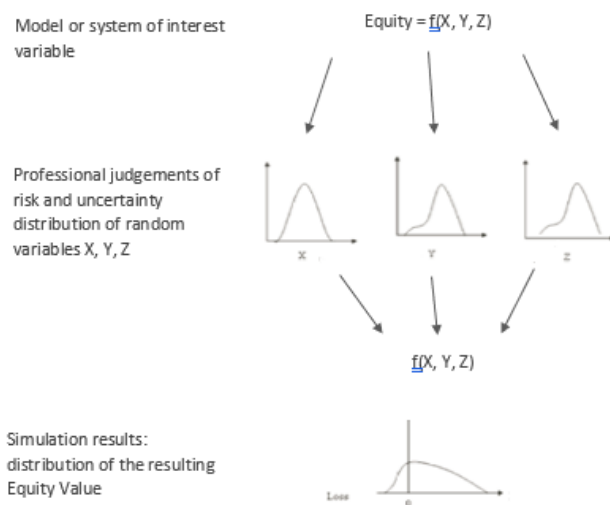 Model or system of interest
variable
Equity = f(X, Y, Z)
Professional judgements of
risk and uncertainty
distribution of random
variables X, Y, Z
X
Y
Z
f(X, Y, Z)
Simulation results:
distribution of the resulting
Equity Value
Loss
0